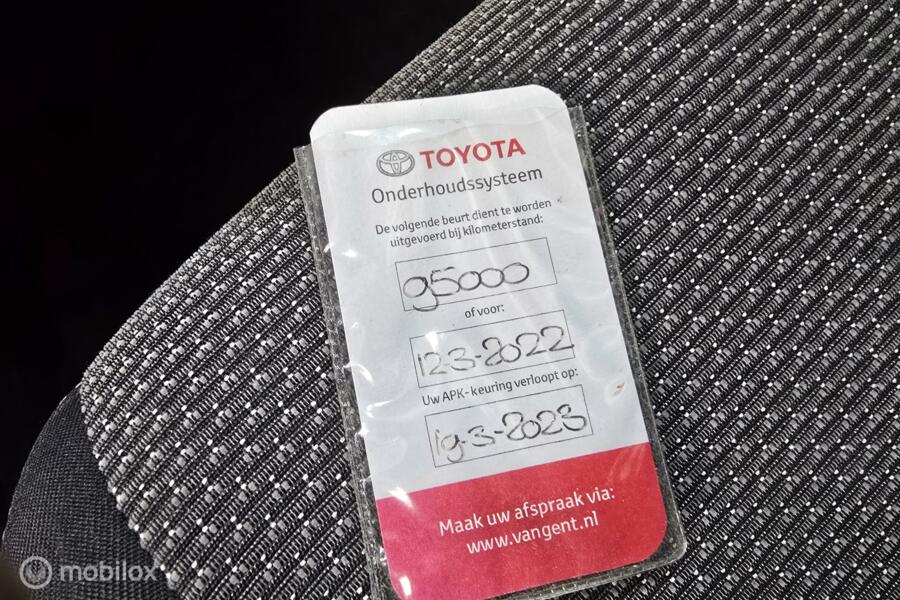 TOYOTA
Onderhoudssysteem
De volgende beurt dient te worden
uitgevoerd bij kilometerstand:
95000
of voor:
12-3-2022
Uw APK-keuring verloopt op:
19-3-2023
Maak uw afspraak via:
www.vangent.nl
mobilox